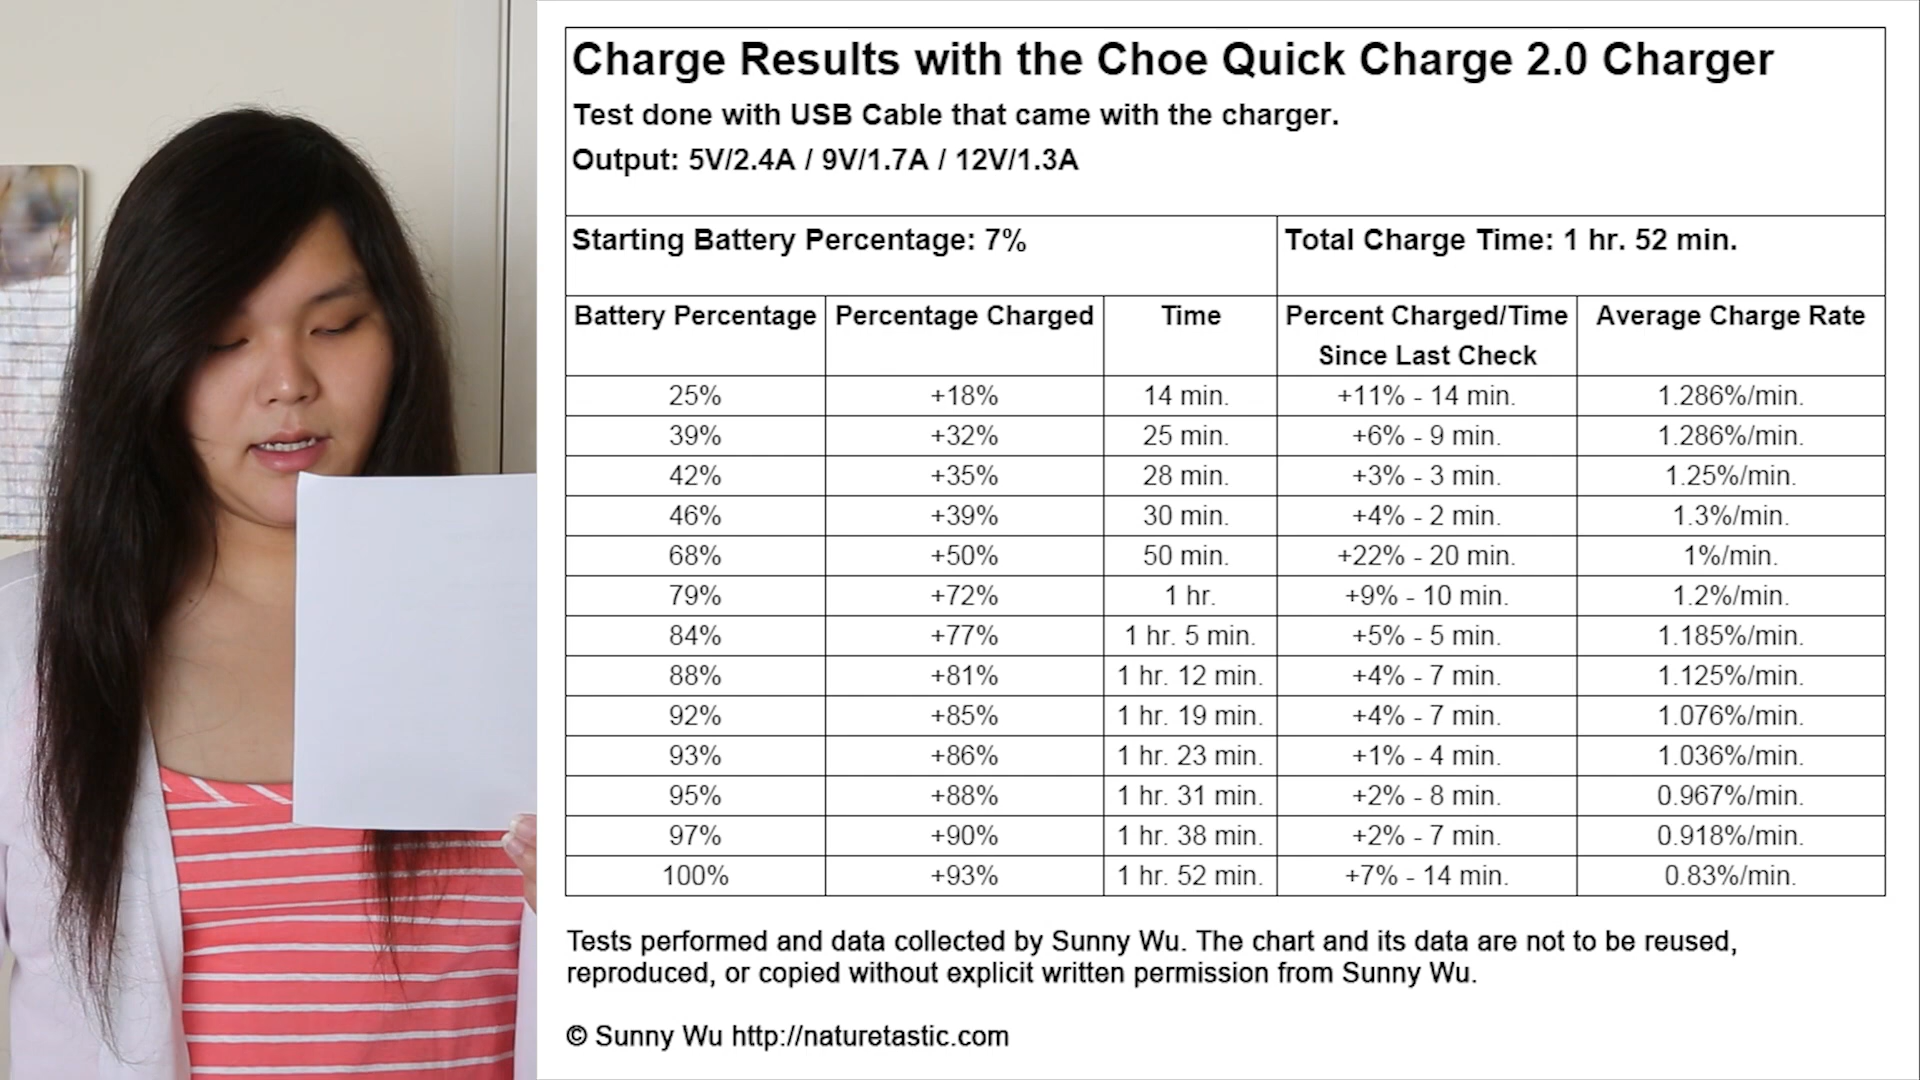 Charge Results with the Choe Quick Charge 2.0 Charger
Test done with USB Cable that came with the charger.
Output: 5V/2.4A / 9V/1.7A / 12V/1.3A
Starting Battery Percentage: 7% Total Charge Time: 1 hr. 52 min.
Battery Percentage Percentage Charged Time Percent Charged/Time Average Charge Rate
Since Last Check
25% +18% 14 min. +11% - 14 min. 1.286%/min.
39% +32% 25 min. +6% - 9 min. 1.286%/min.
42% +35% 28 min. +3% - 3 min. 1.25%/min.
46% +39% 30 min. +4% - 2 min. 1.3%/min.
68% +50% 50 min. +22% - 20 min. 1%/min.
79% +72% 1 hr. +9% - 10 min. 1.2%/min.
84% +77% 1 hr. 5 min. +5% - 5 min. 1.185%/min.
88% +81% 1 hr. 12 min. +4% - 7 min. 1.125%/min.
92% +85% 1 hr. 19 min. +4% - 7 min. 1.076%/min.
93% +86% 1 hr. 23 min. +1% - 4 min. 1.036%/min.
95% +88% 1 hr. 31 min. +2% - 8 min. 0.967%/min.
97% +90% 1 hr. 38 min. +2% - 7 min. 0.918%/min.
100% +93% 1 hr. 52 min. +7% - 14 min. 0.83%/min.
Tests performed and data collected by Sunny Wu. The chart and its data are not to be reused,
reproduced, or copied without explicit written permission from Sunny Wu.
© Sunny Wu http://naturetastic.com